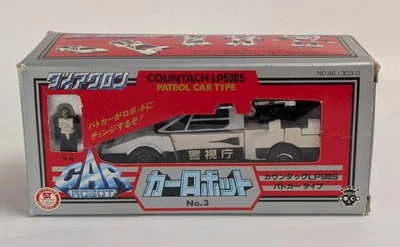 ダイアクロン
COUNTACH LP500S
PATROL CAR TYPE
NO.461303-0
パトカーがロボットに
チェンジするぞ!
警視庁
CAR
ROBOT
カーロボット
No.3
カウンタックLP500S
パトカータイプ
ST